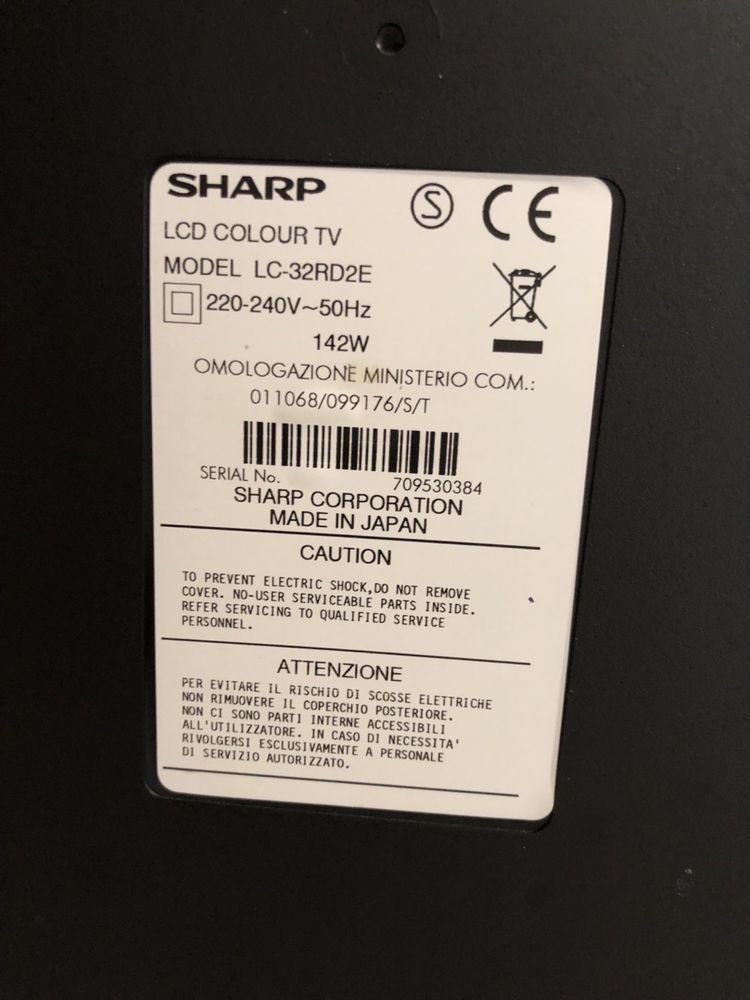 SHARP
S
CE
LCD COLOUR TV
MODEL LC-32RD2E
220-240V~50Hz
142W
OMOLOGAZIONE MINISTERIO COM.:
011068/099176/S/T
SERIAL No. 709530384
SHARP CORPORATION
MADE IN JAPAN
CAUTION
TO PREVENT ELECTRIC SHOCK,DO NOT REMOVE
COVER. NO-USER SERVICEABLE PARTS INSIDE.
REFER SERVICING TO QUALIFIED SERVICE
PERSONNEL.
ATTENZIONE
PER EVITARE IL RISCHIO DI SCOSSE ELETTRICHE
NON RIMUOVERE IL COPERCHIO POSTERIORE.
NON CI SONO PARTI INTERNE ACCESSIBILI
ALL'UTILIZZATORE. IN CASO DI NECESSITA'
RIVOLGERSI ESCLUSIVAMENTE A PERSONALE
DI SERVIZIO AUTORIZZATO.